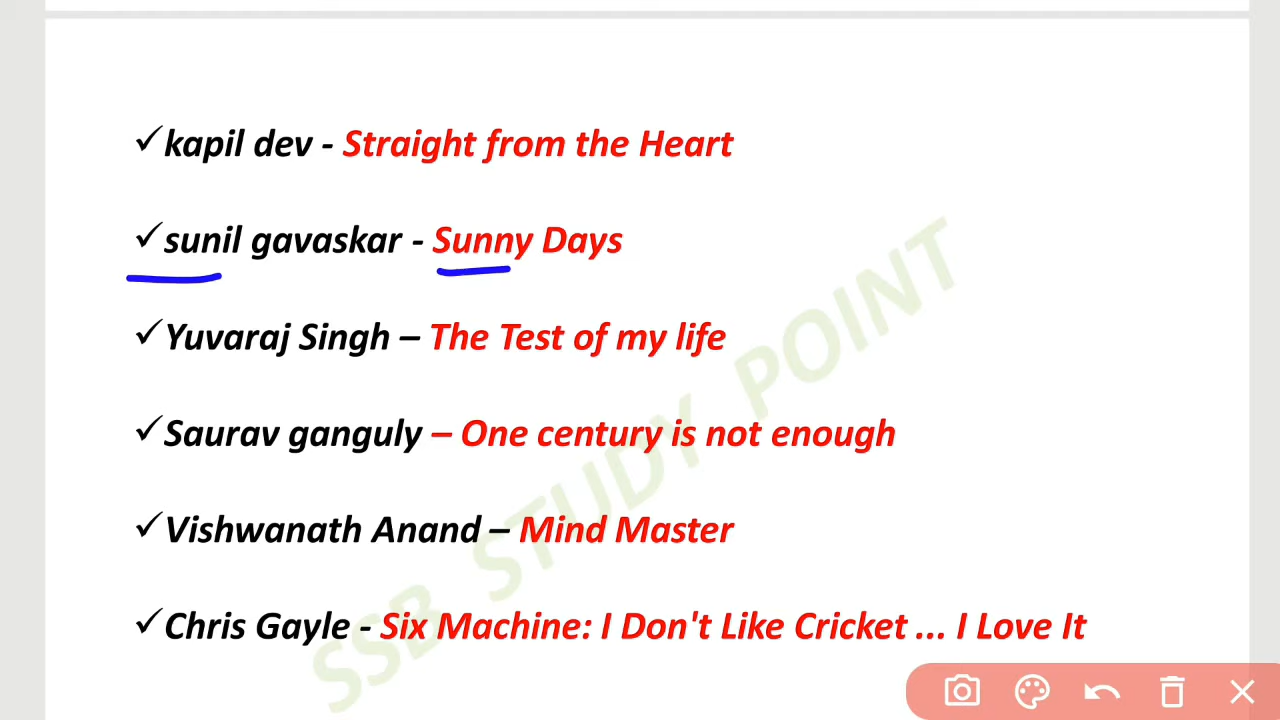 ✓kapil dev - Straight from the Heart
✓sunil gavaskar - Sunny Days
✓Yuvaraj Singh – The Test of my life
✓Saurav ganguly – One century is not enough
✓Vishwanath Anand – Mind Master
✓Chris Gayle - Six Machine: I Don't Like Cricket ... I Love It
SSB STUDY POINT